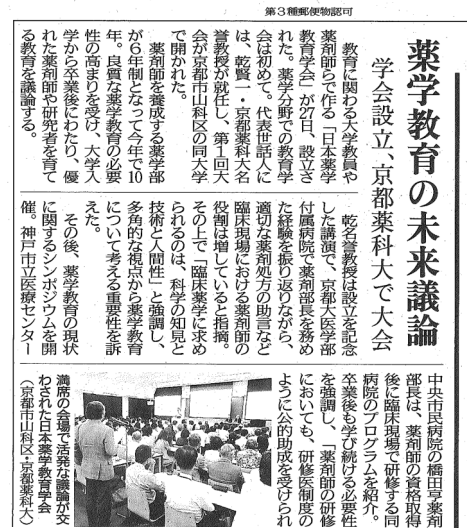 第3種郵便物認可
薬学教育の未来議論
学会設立、京都薬科大で大会
教育に関わる大学教員や
薬剤師らで作る「日本薬学
教育学会」が27日、設立さ
れた。薬学分野での教育学
会は初めて。代表世話人に
は、乾賢一・京都薬科大名
誉教授が就任し、第1回大
会が京都市山科区の同大学
で開かれた。
薬剤師を養成する薬学部
が6年制となって今年で10
年。良質な薬学教育の必要
性の高まりを受け、大学入
学から卒業後にわたり、優
れた薬剤師や研究者を育て
る教育を議論する。
乾名誉教授は設立を記念
した講演で、京都大医学部
付属病院で薬剤部長を務め
た経験を振り返りながら、
適切な薬剤処方の助言など
臨床現場における薬剤師の
役割は増していると指摘。
その上で「臨床薬学に求め
られるのは、科学の知見と
技術と人間性」と強調し、
多角的な視点から薬学教育
について考える重要性を訴
えた。
その後、薬学教育の現状
に関するシンポジウムを開
催。神戸市立医療センター
中央市民病院の橋田亨薬剤
部長は、薬剤師の資格取得
後に臨床現場で研修する同
病院のプログラムを紹介。
卒業後も学び続ける必要性
を強調し、「薬剤師の研修
においても、研修医制度の
ように公的助成を受けられ
満席の会場で活発な議論が交
わされた日本薬学教育学会
(京都市山科区・京都薬科大)